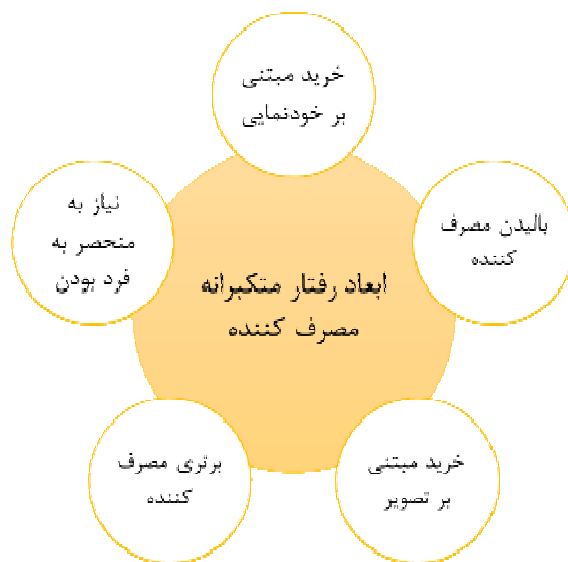 خرید مبتنی
بر خودنمایی
بالیدن مصرف
کننده
خرید مبتنی
بر تصویر
برتری مصرف
کننده
نیاز به
منحصر به
فرد بودن
ابعاد رفتار متکبرانه
مصرف کننده